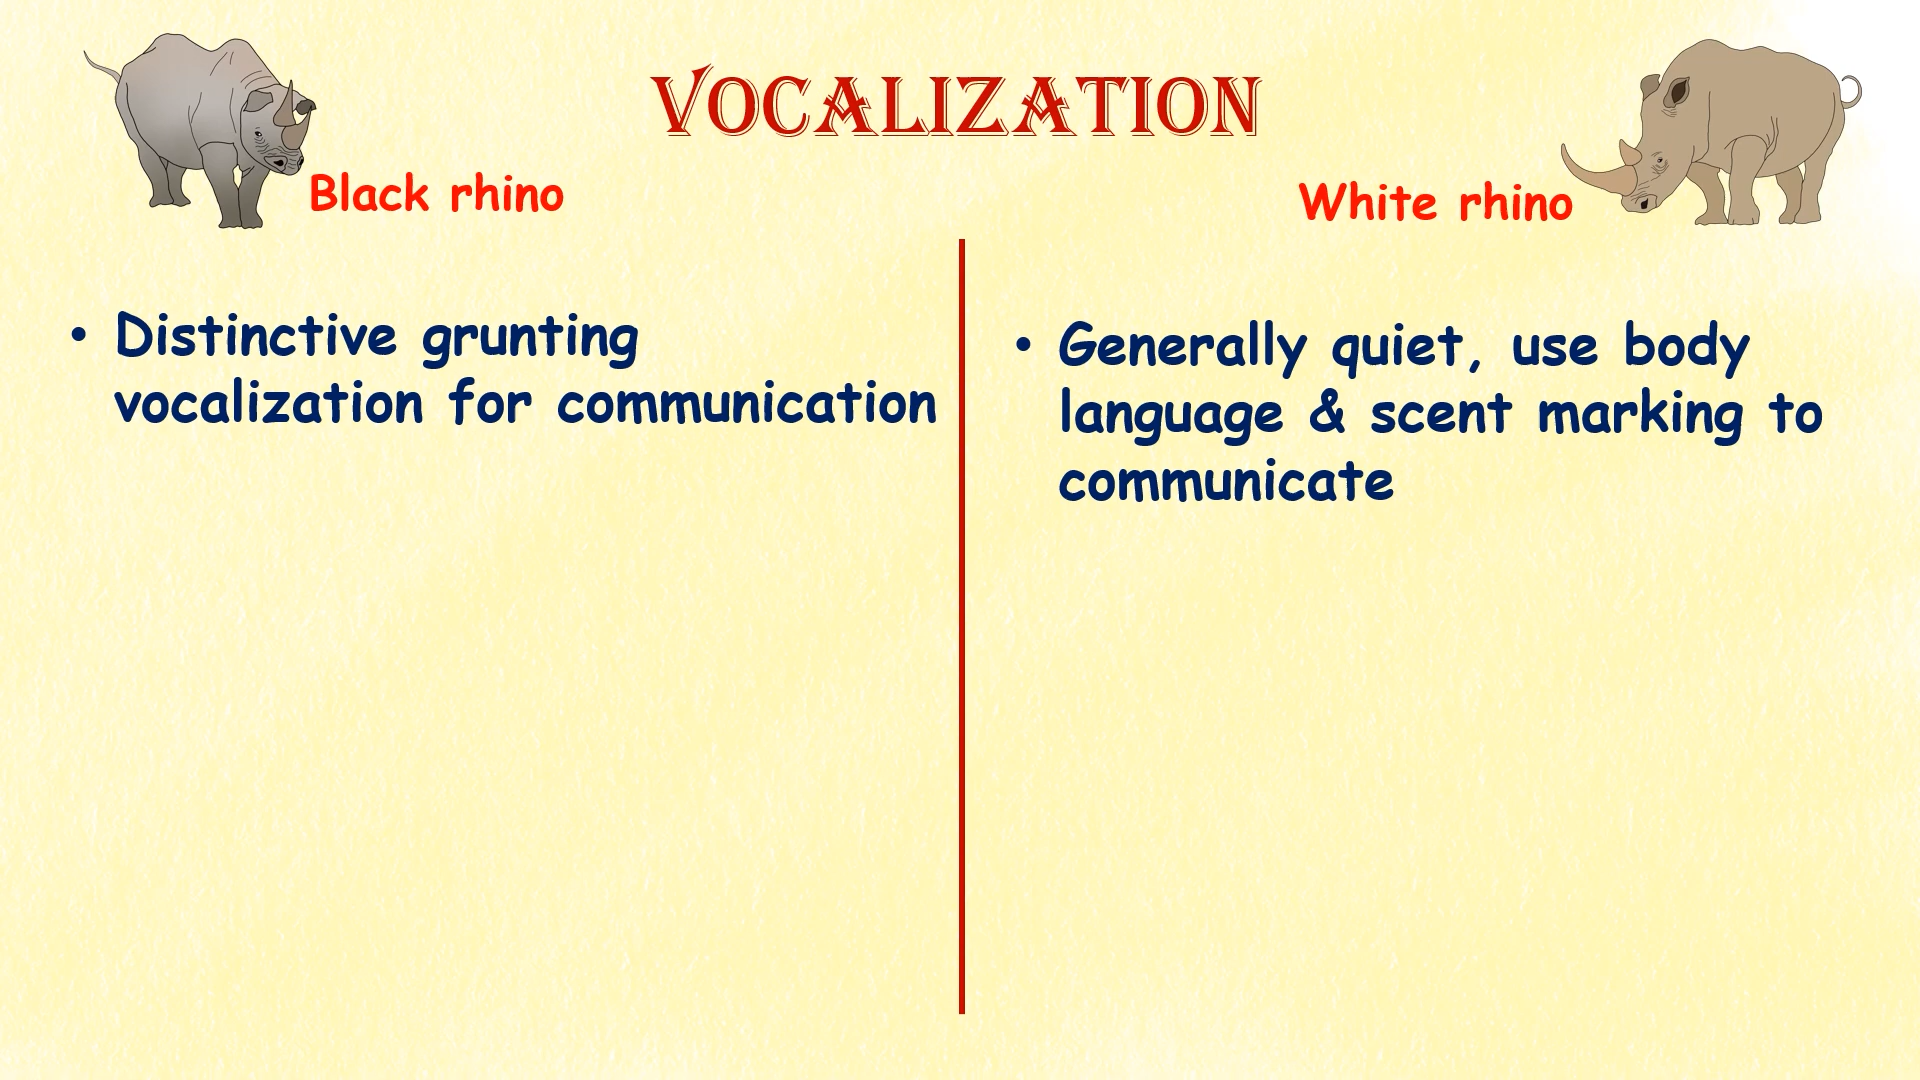 VOCALIZATION
Black rhino
White rhino
• Distinctive grunting
vocalization for communication
• Generally quiet, use body
language & scent marking to
communicate